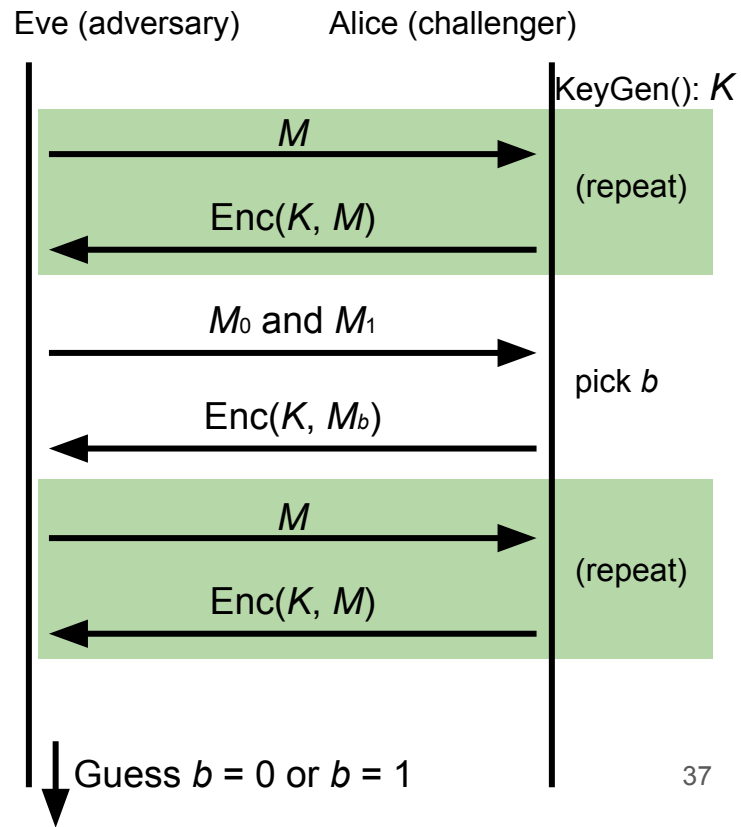 Eve (adversary) Alice (challenger)
KeyGen(): K
M
(repeat)
Enc(K, M)
M₀ and M₁
pick b
Enc(K, M_b)
M
(repeat)
Enc(K, M)
Guess b = 0 or b = 1
37